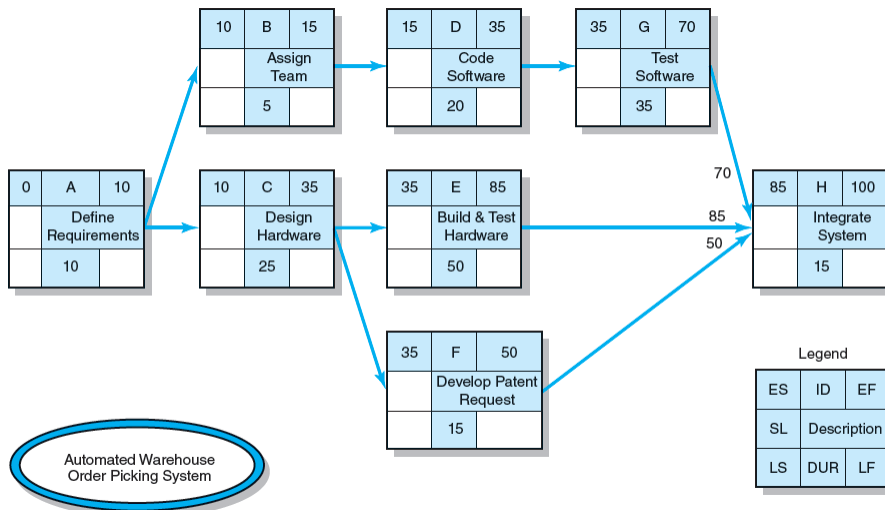 10 B 15
Assign
Team
5
15 D 35
Code
Software
20
35 G 70
Test
Software
35
0 A 10
Define
Requirements
10
10 C 35
Design
Hardware
25
35 E 85
Build & Test
Hardware
50
70
85
50
85 H 100
Integrate
System
15
35 F 50
Develop Patent
Request
15
Automated Warehouse
Order Picking System
Legend
ES ID EF
SL Description
LS DUR LF